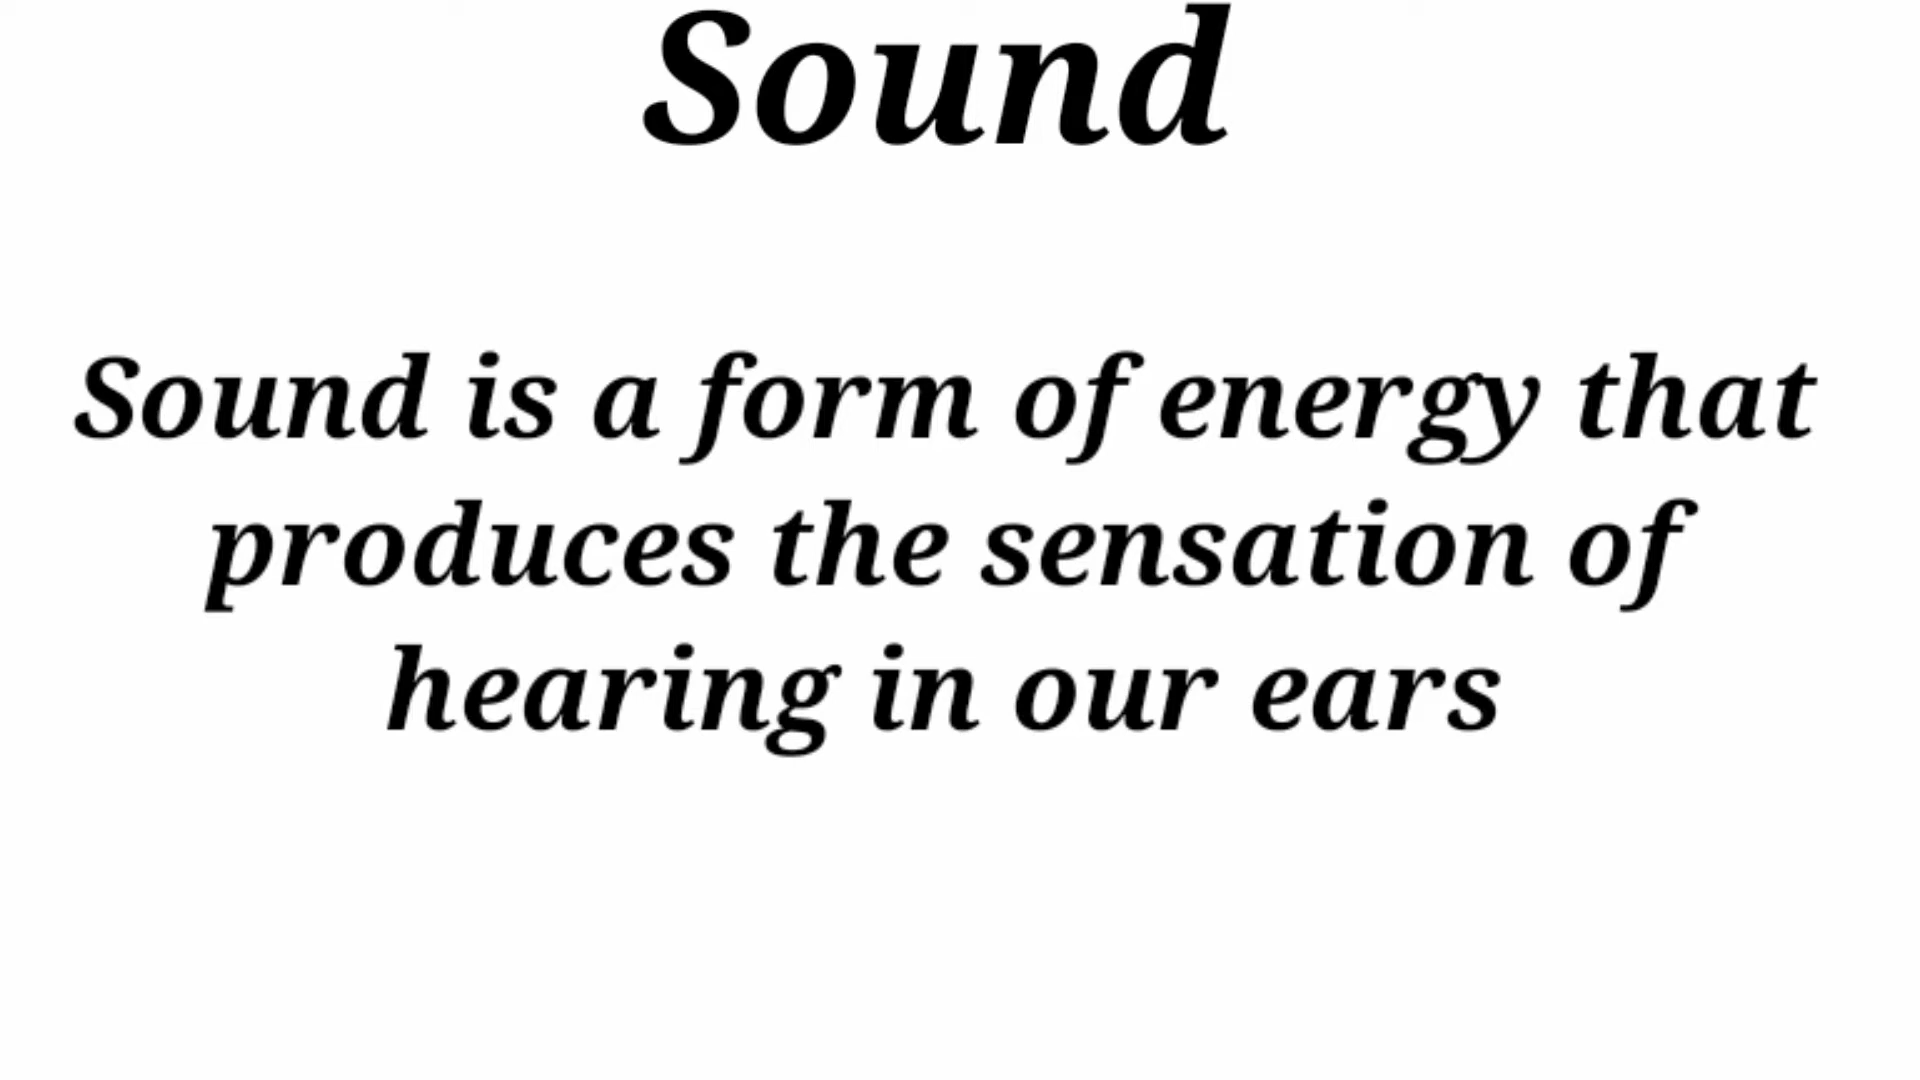 Sound
Sound is a form of energy that
produces the sensation of
hearing in our ears